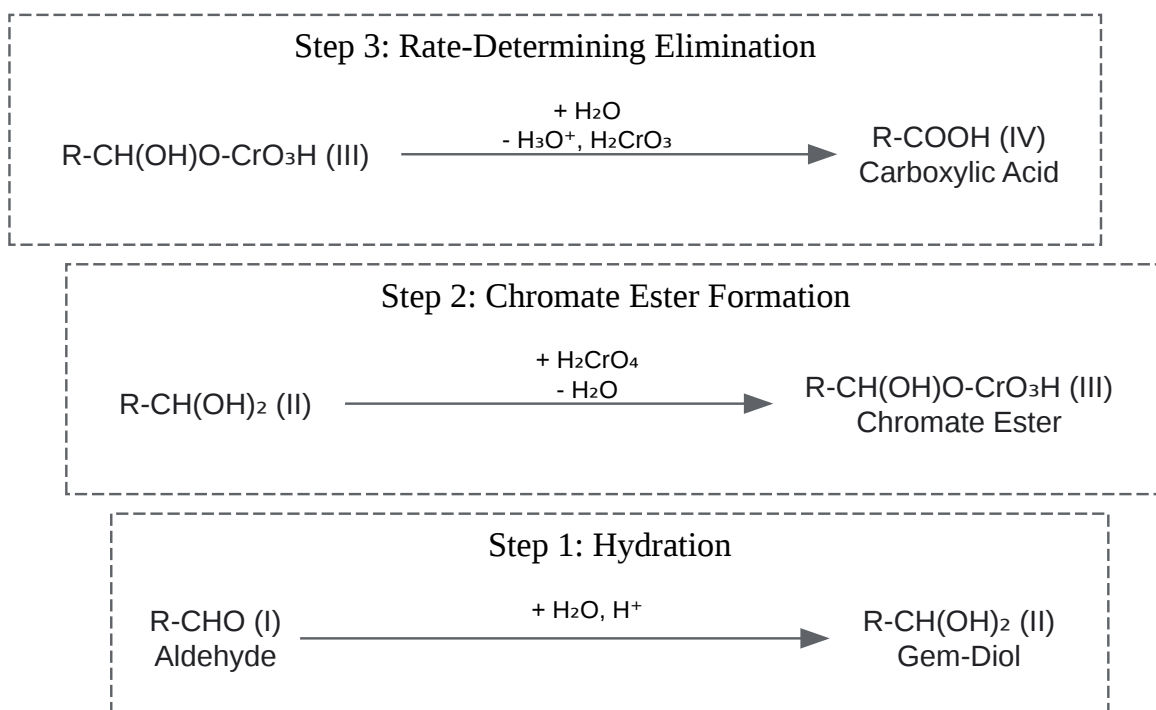 Step 3: Rate-Determining Elimination
+ H₂O
- H₃O⁺, H₂CrO₃
R-CH(OH)O-CrO₃H (III)
R-COOH (IV)
Carboxylic Acid
Step 2: Chromate Ester Formation
+ H₂CrO₄
- H₂O
R-CH(OH)₂ (II)
R-CH(OH)O-CrO₃H (III)
Chromate Ester
Step 1: Hydration
+ H₂O, H⁺
R-CHO (I)
Aldehyde
R-CH(OH)₂ (II)
Gem-Diol